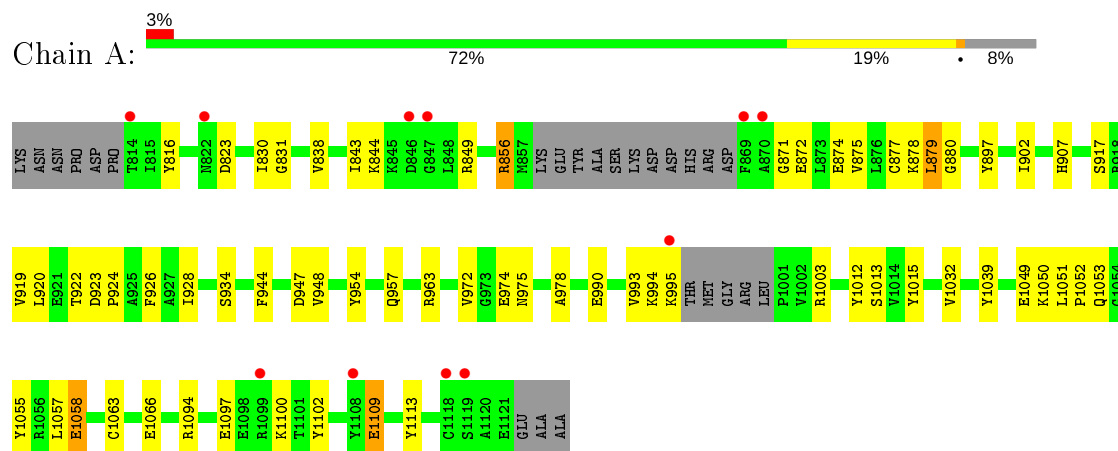 3%
Chain A:
72% 19% • 8%
LYS ASN ASN PRO ASP PRO T814 I815 Y816 N822 D823 I830 G831 V838 I843 K844 K845 D846 G847 L848 R849 R856 M857 LYS GLU TYR ALA SER LYS ASP ASP HIS ARG ASP F869 A870 G871 E872 L873 E874 V875 L876 C877 K878 L879 G880 Y897 I902 H907 S917 R918
V919 L920 E921 T922 D923 P924 A925 F926 A927 I928 S934 F944 D947 V948 Y954 Q957 R963 V972 G973 E974 N975 A978 E990 V993 K994 K995 THR MET GLY ARG LEU P1001 V1002 R1003 Y1012 S1013 V1014 Y1015 V1032 Y1039 E1049 K1050 L1051 P1052 Q1053 G1054
Y1055 R1056 L1057 E1058 C1063 E1066 R1094 E1097 E1098 R1099 K1100 T1101 Y1102 Y1108 E1109 Y1113 C1118 S1119 A1120 E1121 GLU ALA ALA